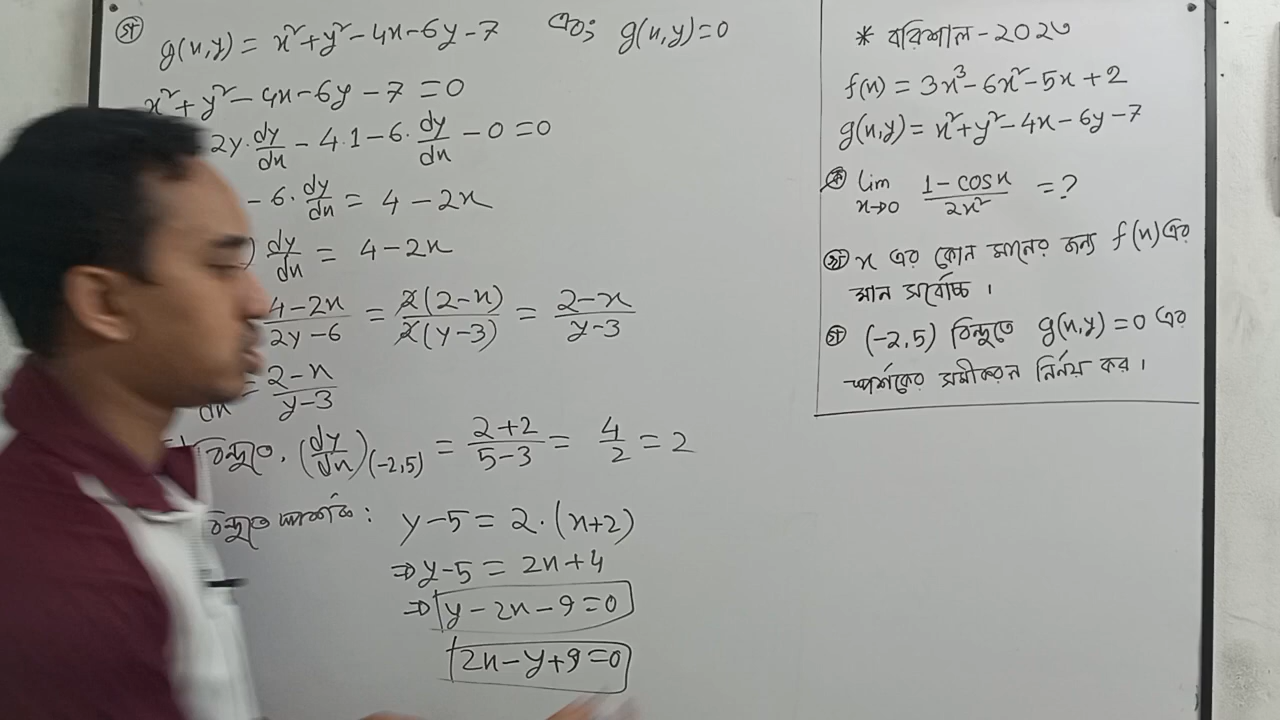 গ) g(x,y) = x²+y²-4x-6y-7 এবং g(x,y)=0
x²+y²-4x-6y-7=0
2y.dy/dx - 4.1 - 6.dy/dx - 0 = 0
- 6.dy/dx = 4-2x
) dy/dx = 4-2x
4-2x/2y-6 = 2(2-x)/2(y-3) = 2-x/y-3
dx = 2-x/y-3
বিন্দুতে, (dy/dx)(-2,5) = 2+2/5-3 = 4/2 = 2
বিন্দুতে স্পর্শক: y-5 = 2.(x+2)
⇒ y-5 = 2x+4
⇒ y-2x-9=0
2x-y+9=0
* বরিশাল-২০২৩
f(x) = 3x³-6x²-5x+2
g(x,y) = x²+y²-4x-6y-7
ক) lim x→0 1-cosx/2x² = ?
খ) x এর কোন মানের জন্য f(x) এর
মান সর্বোচ্চ ।
গ) (-2,5) বিন্দুতে g(x,y)=0 এর
স্পর্শকের সমীকরন নির্নয় কর ।